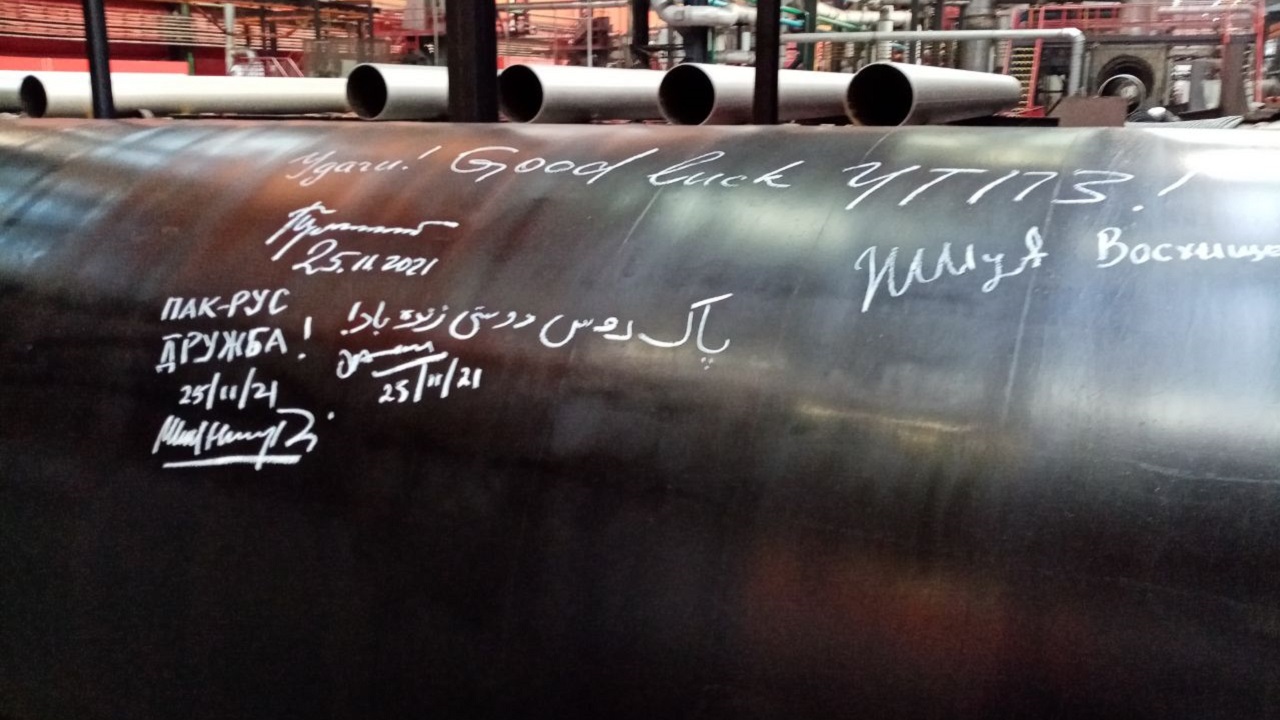 Удачи! Good luck ЧТПЗ!
25.11.2021
Восхище
ПАК-РУС
ДРУЖБА!
25/11/21
پاک روس دوستی زندہ باد!
25/11/21